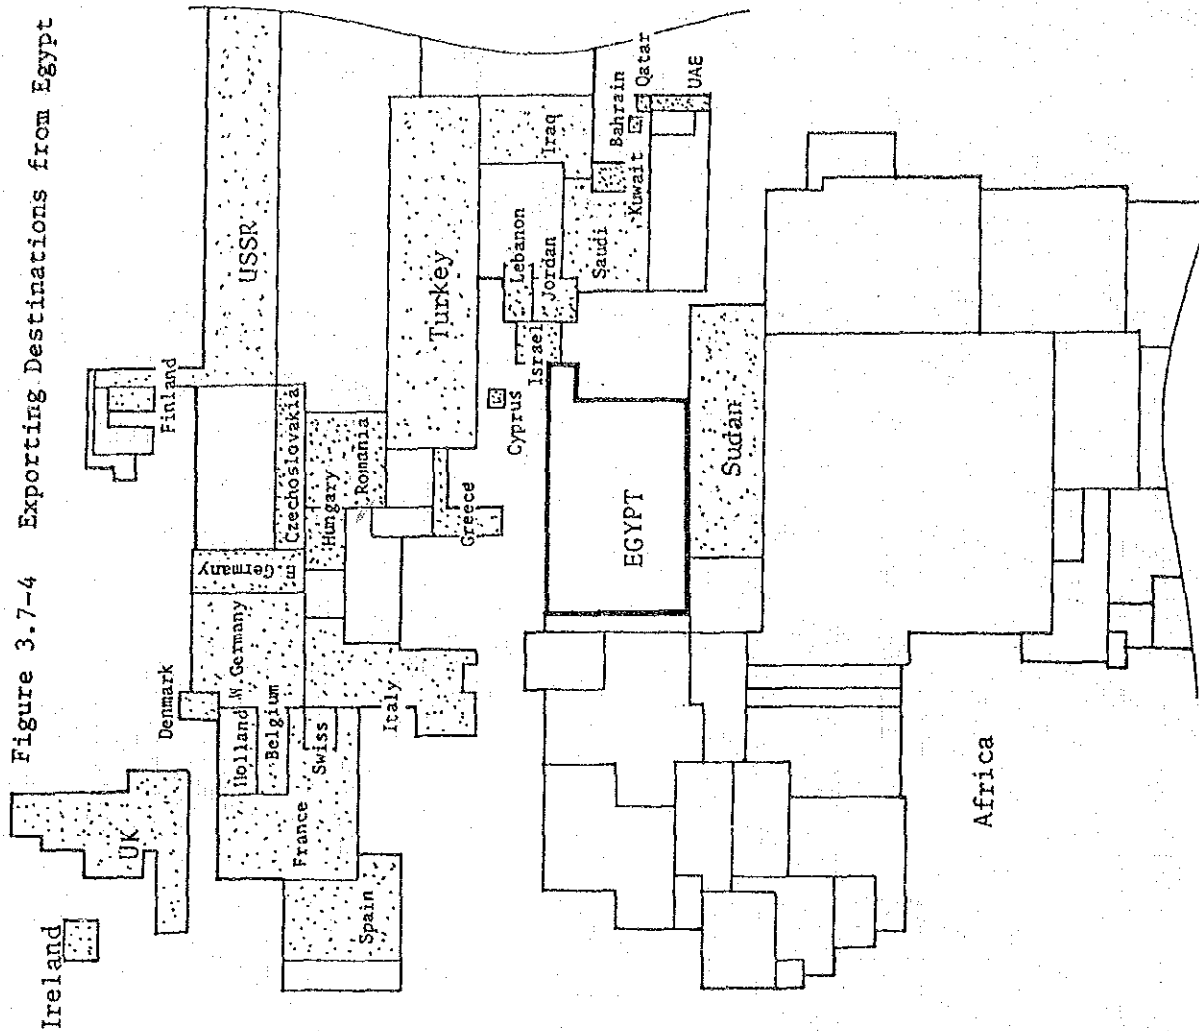 Figure 3.7-4 Exporting Destinations from Egypt
Ireland
UK
Denmark
Finland
USSR
Holland
W Germany
E. Germany
Belgium
Czechoslovakia
France
Swiss
Hungary
Romania
Spain
Italy
Greece
Turkey
Cyprus
Lebanon
Israel
Jordan
Iraq
Saudi
Kuwait
Bahrain
Qatar
UAE
EGYPT
Sudan
Africa